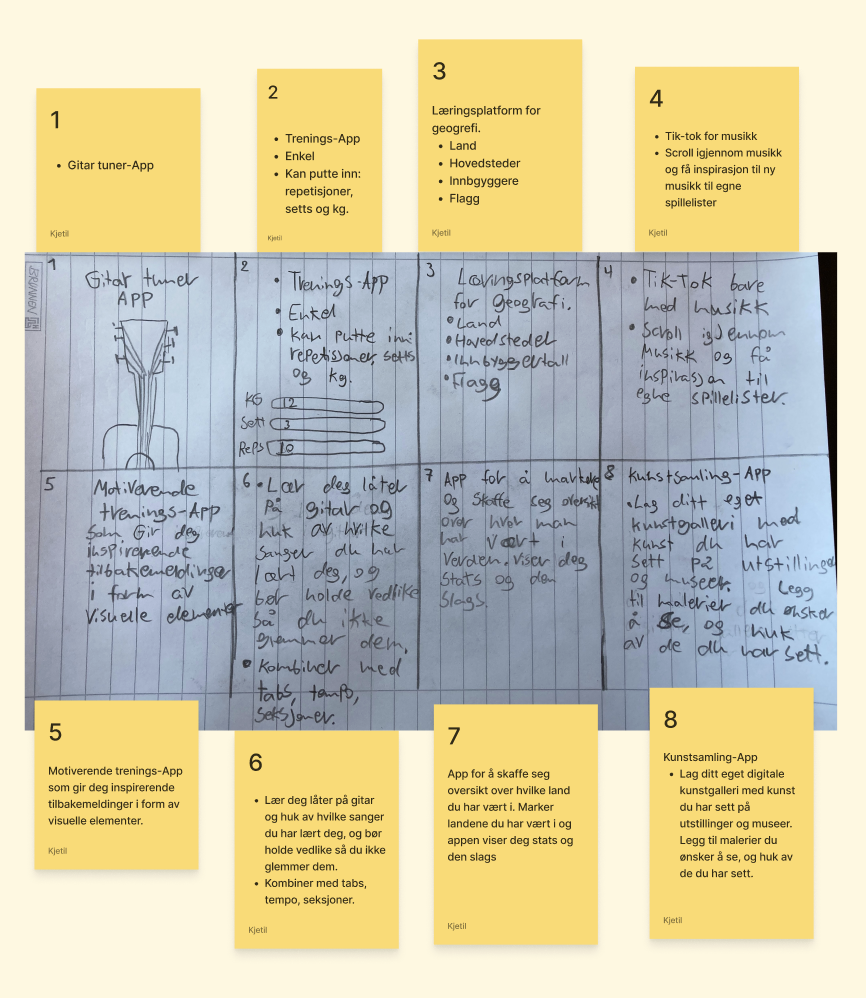 1
• Gitar tuner-App
Kjetil
2
• Trenings-App
• Enkel
• Kan putte inn:
repetisjoner,
setts og kg.
Kjetil
3
Læringsplatform for
geogrefi.
• Land
• Hovedsteder
• Innbgyggere
• Flagg
Kjetil
4
• Tik-tok for musikk
• Scroll igjennom musikk
og få inspirasjon til ny
musikk til egne
spillelister
Kjetil
BRUNNEN
1
Gitar tuner
APP
2
• Trenings-APP
• Enkel
• Kan putte inn:
repetisjoner, setts
og kg.
KG 12
Sett 3
Reps 10
3
Læringsplatform
for geografi.
• Land
• Hovedsteder
• Innbyggertall
• Flagg
4
• TiK-ToK bare
med musikk
• Scroll igjennom
Musikk og få
inspirasjon til
egne spillelister.
5
Motiverende
trenings-App
som Gir deg
inspirerende
tilbakemeldinger
i form av
visuelle elementer
6
• Lær deg låter
på gitar og
huk av hvilke
sanger du har
lært deg, og
bør holde vedlike
så du ikke
glemmer dem.
• Kombiner med
tabs, tempo,
seksjoner.
7
APP for å markere
og skaffe seg oversikt
over hvor man
har vært i
Verden. Viser deg
stats og den
slags.
8
Kunstsamling-APP
• Lag ditt eget
kunstgalleri med
kunst du har
sett på utstillinger
og museer. Legg
til malerier du ønsker
å se, og huk
av de du har sett.
5
Motiverende trenings-App
som gir deg inspirerende
tilbakemeldinger i form av
visuelle elementer.
Kjetil
6
• Lær deg låter på gitar
og huk av hvilke sanger
du har lært deg, og bør
holde vedlike så du ikke
glemmer dem.
• Kombiner med tabs,
tempo, seksjoner.
Kjetil
7
App for å skaffe seg
oversikt over hvilke land
du har vært i. Marker
landene du har vært i og
appen viser deg stats og
den slags
Kjetil
8
Kunstsamling-App
• Lag ditt eget digitale
kunstgalleri med kunst
du har sett på
utstillinger og museer.
Legg til malerier du
ønsker å se, og huk av
de du har sett.
Kjetil